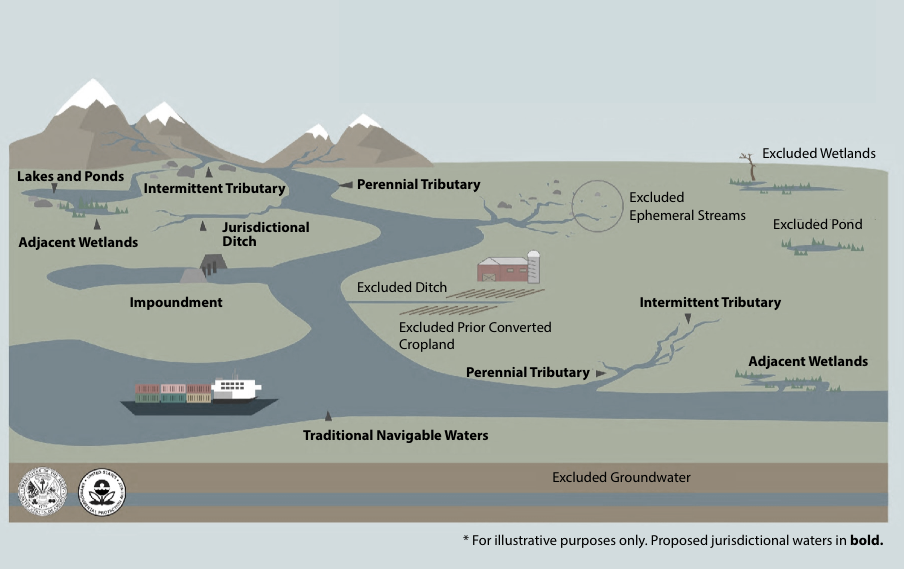 Excluded Wetlands
Lakes and Ponds
Intermittent Tributary
Perennial Tributary
Excluded
Ephemeral Streams
Jurisdictional
Ditch
Excluded Pond
Adjacent Wetlands
Excluded Ditch
Impoundment
Intermittent Tributary
Excluded Prior Converted
Cropland
Adjacent Wetlands
Perennial Tributary
Traditional Navigable Waters
Excluded Groundwater
* For illustrative purposes only. Proposed jurisdictional waters in bold.